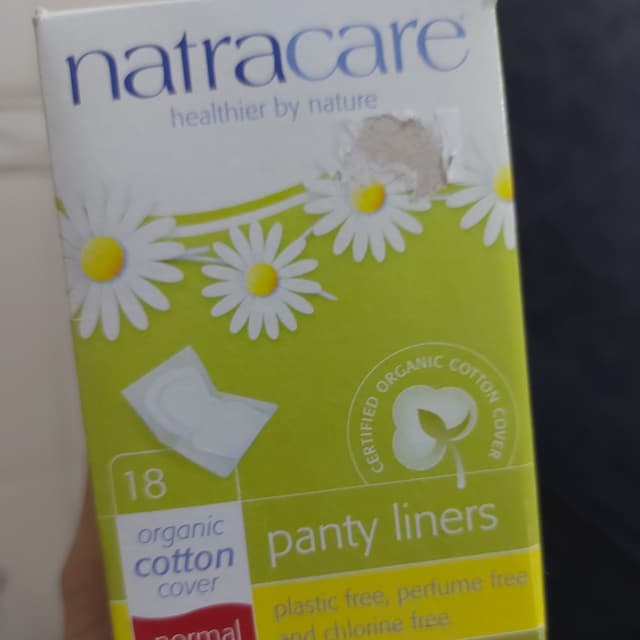 natracare
healthier by nature
CERTIFIED ORGANIC COTTON COVER
18
organic
cotton
cover
normal
panty liners
plastic free, perfume free
and chlorine free